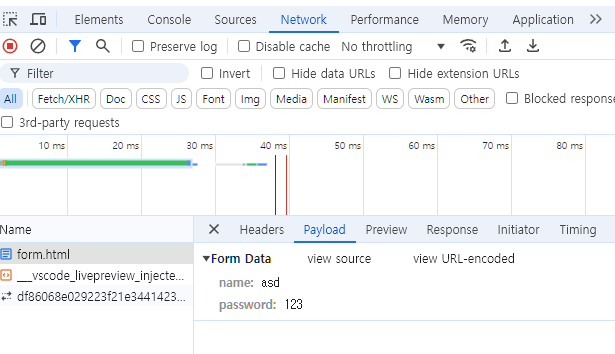 Elements Console Sources Network Performance Memory Application
Preserve log Disable cache No throttling
Filter Invert Hide data URLs Hide extension URLs
All Fetch/XHR Doc CSS JS Font Img Media Manifest WS Wasm Other Blocked response
3rd-party requests
10 ms 20 ms 30 ms 40 ms 50 ms 60 ms 70 ms 80 ms
Name Headers Payload Preview Response Initiator Timing
form.html Form Data view source view URL-encoded
___vscode_livepreview_injecte... name: asd
df86068e029223f21e3441423... password: 123